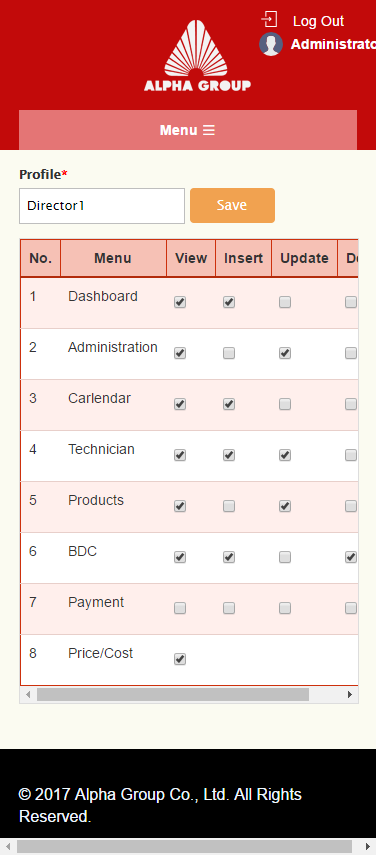 Log Out
ALPHA GROUP
Administrato
Menu ☰
Profile*
Director1
Save
No. Menu View Insert Update De
1 Dashboard
2 Administration
3 Carlendar
4 Technician
5 Products
6 BDC
7 Payment
8 Price/Cost
© 2017 Alpha Group Co., Ltd. All Rights
Reserved.